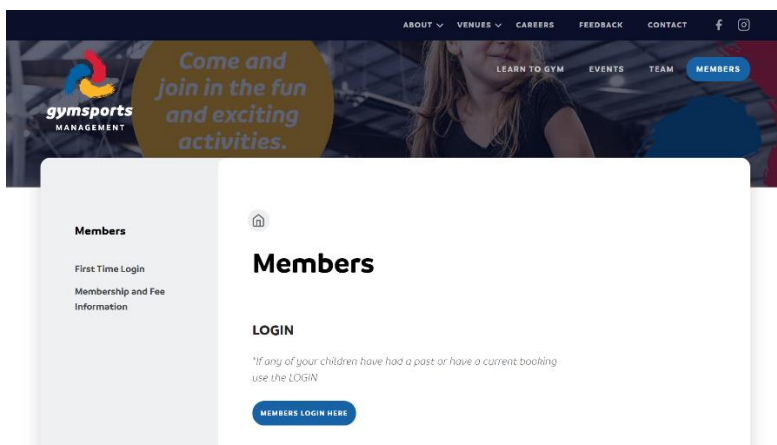 ABOUT VENUES CAREERS FEEDBACK CONTACT
Come and
join in the fun
and exciting
activities.
gymsports
MANAGEMENT
LEARN TO GYM EVENTS TEAM MEMBERS
Members
First Time Login
Membership and Fee
Information
Members
LOGIN
*If any of your children have had a past or have a current booking
use the LOGIN
MEMBERS LOGIN HERE